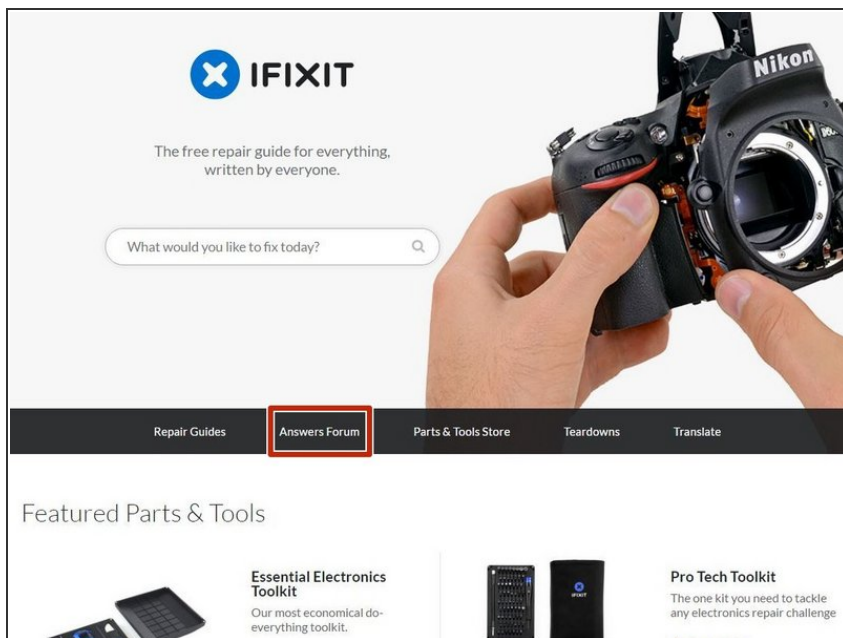 IFIXIT
Nikon
The free repair guide for everything,
written by everyone.
What would you like to fix today?
Repair Guides
Answers Forum
Parts & Tools Store
Teardowns
Translate
Featured Parts & Tools
Essential Electronics
Toolkit
Our most economical do-
everything toolkit.
IFIXIT
Pro Tech Toolkit
The one kit you need to tackle
any electronics repair challenge